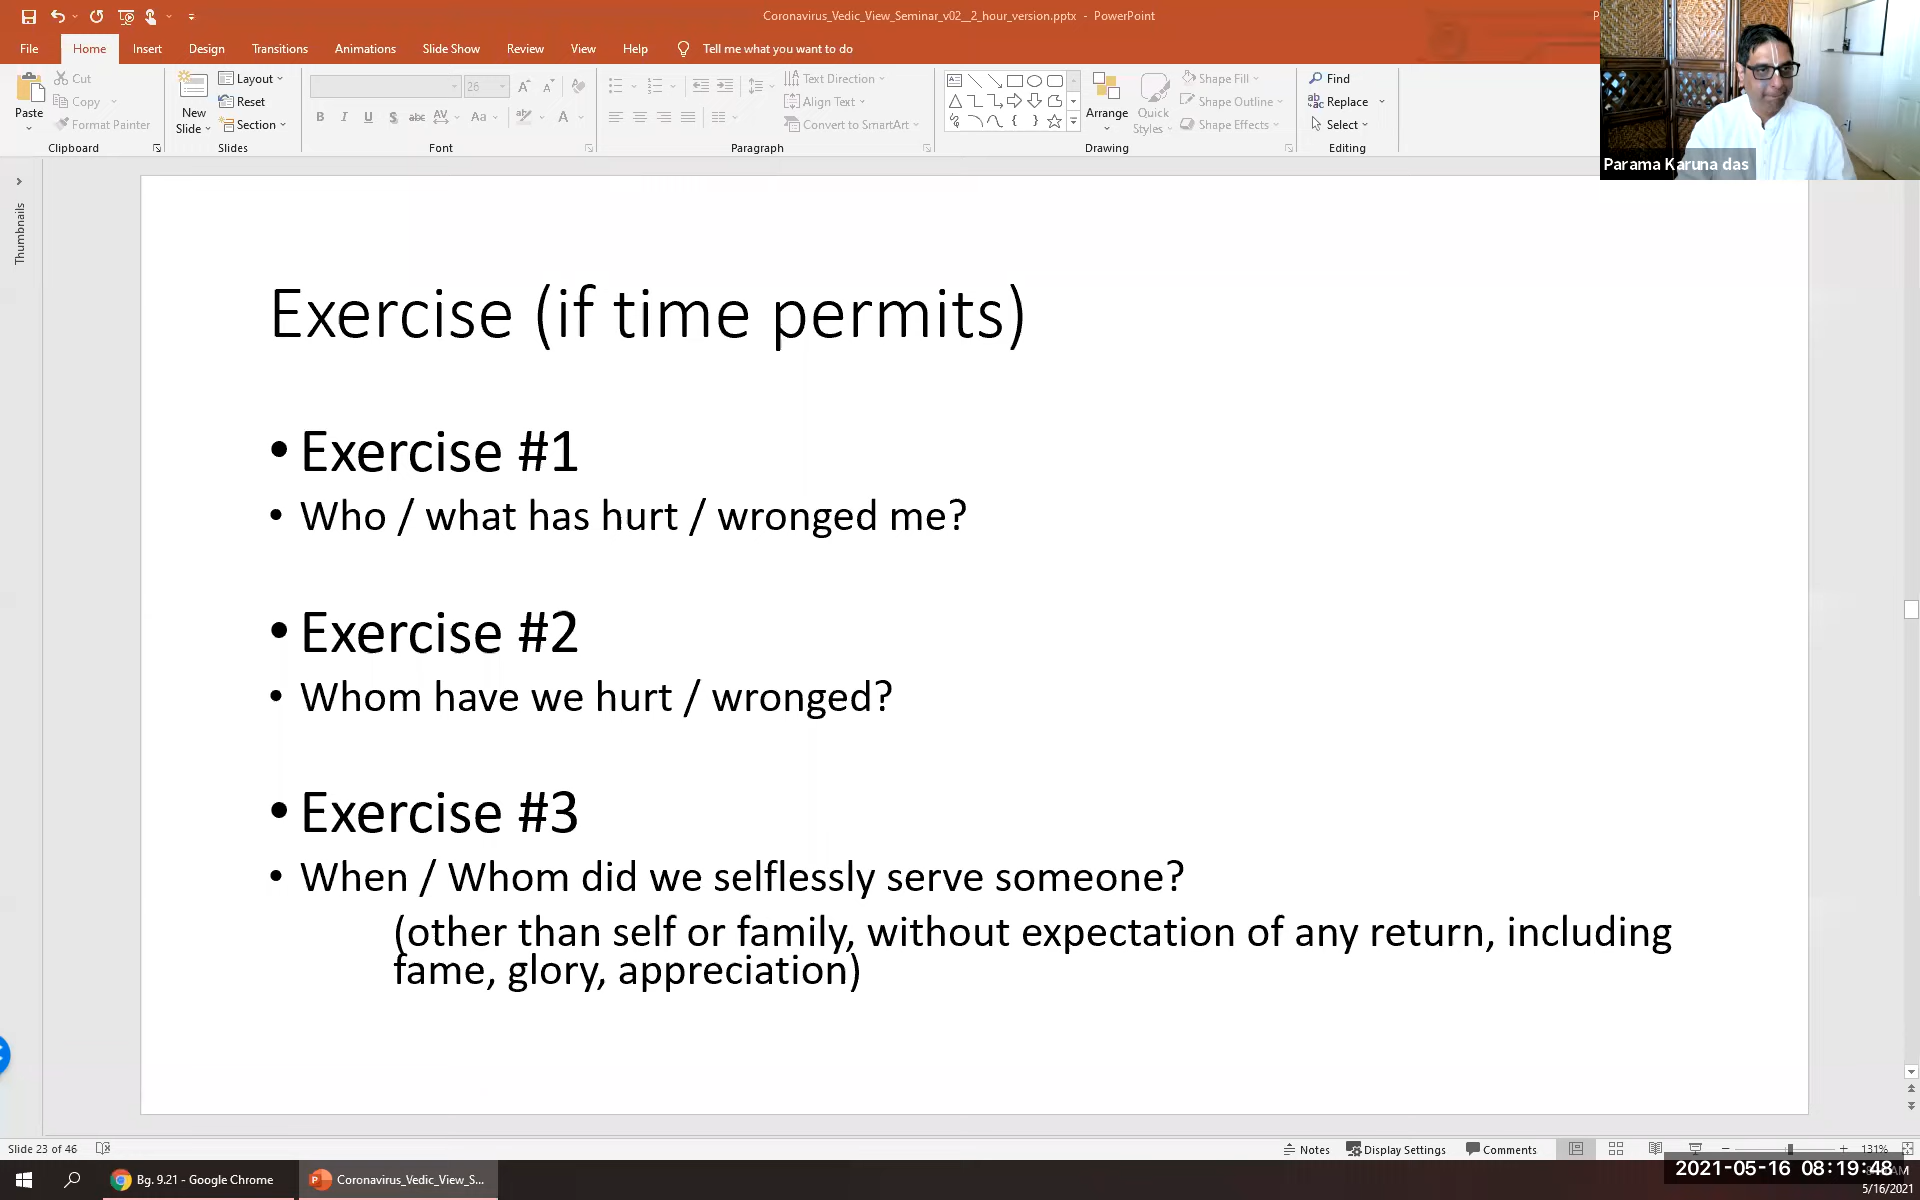 Coronavirus_Vedic_View_Seminar_v02__2_hour_version.pptx - PowerPoint
File Home Insert Design Transitions Animations Slide Show Review View Help Tell me what you want to do
Paste
Cut
Copy
Format Painter
Clipboard
New
Slide
Layout
Reset
Section
Slides
26
B I U S abc AV Aa A
Font
Text Direction
Align Text
Convert to SmartArt
Paragraph
Arrange
Quick
Styles
Shape Fill
Shape Outline
Shape Effects
Drawing
Find
Replace
Select
Editing
Parama Karuna das
Thumbnails
Exercise (if time permits)
• Exercise #1
• Who / what has hurt / wronged me?
• Exercise #2
• Whom have we hurt / wronged?
• Exercise #3
• When / Whom did we selflessly serve someone?
(other than self or family, without expectation of any return, including
fame, glory, appreciation)
Slide 23 of 46
Notes Display Settings Comments 131%
Bg. 9.21 - Google Chrome
Coronavirus_Vedic_View_S...
2021-05-16 08:19:48
5/16/2021